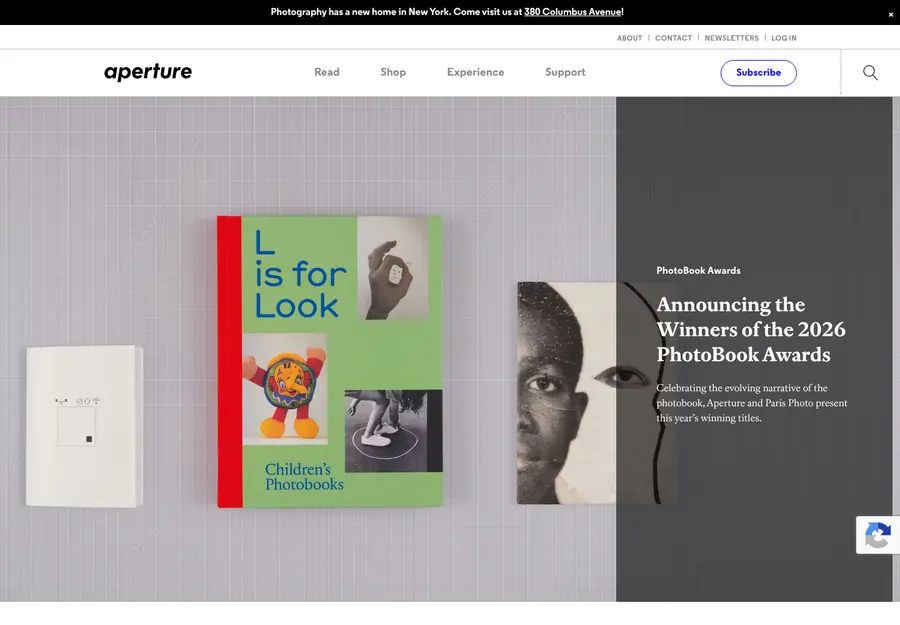 Photography has a new home in New York. Come visit us at 380 Columbus Avenue!
×
ABOUT | CONTACT | NEWSLETTERS | LOG IN
aperture
Read
Shop
Experience
Support
Subscribe
L
is for
Look
Children's
Photobooks
PhotoBook Awards
Announcing the
Winners of the 2026
PhotoBook Awards
Celebrating the evolving narrative of the
photobook, Aperture and Paris Photo present
this year's winning titles.